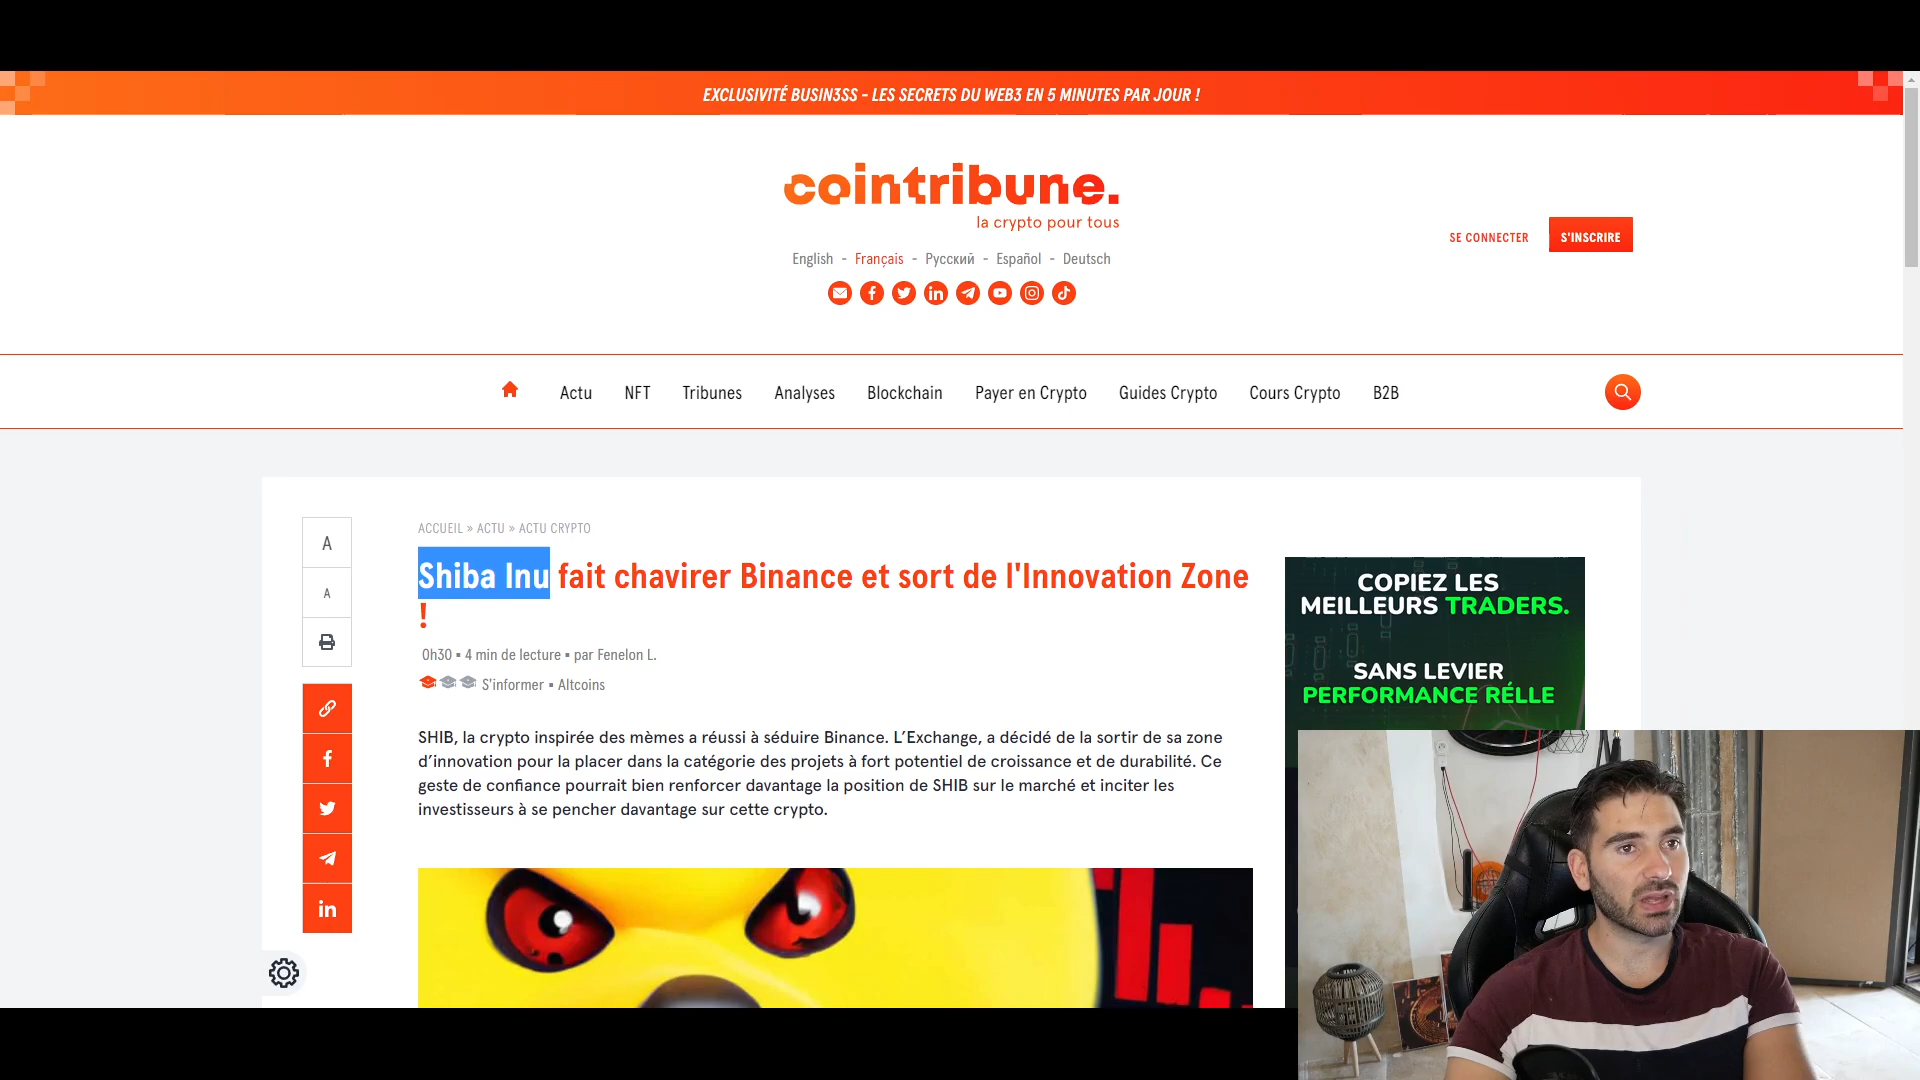 EXCLUSIVITÉ BUSIN3SS - LES SECRETS DU WEB3 EN 5 MINUTES PAR JOUR !
cointribune.
la crypto pour tous
English - Français - Русский - Español - Deutsch
SE CONNECTER
S'INSCRIRE
Actu NFT Tribunes Analyses Blockchain Payer en Crypto Guides Crypto Cours Crypto B2B
ACCUEIL » ACTU » ACTU CRYPTO
A
A
Shiba Inu fait chavirer Binance et sort de l'Innovation Zone
!
0h30 ▪ 4 min de lecture ▪ par Fenelon L.
S'informer ▪ Altcoins
SHIB, la crypto inspirée des mèmes a réussi à séduire Binance. L’Exchange, a décidé de la sortir de sa zone
d’innovation pour la placer dans la catégorie des projets à fort potentiel de croissance et de durabilité. Ce
geste de confiance pourrait bien renforcer davantage la position de SHIB sur le marché et inciter les
investisseurs à se pencher davantage sur cette crypto.
COPIEZ LES
MEILLEURS TRADERS.
SANS LEVIER
PERFORMANCE RÉLLE